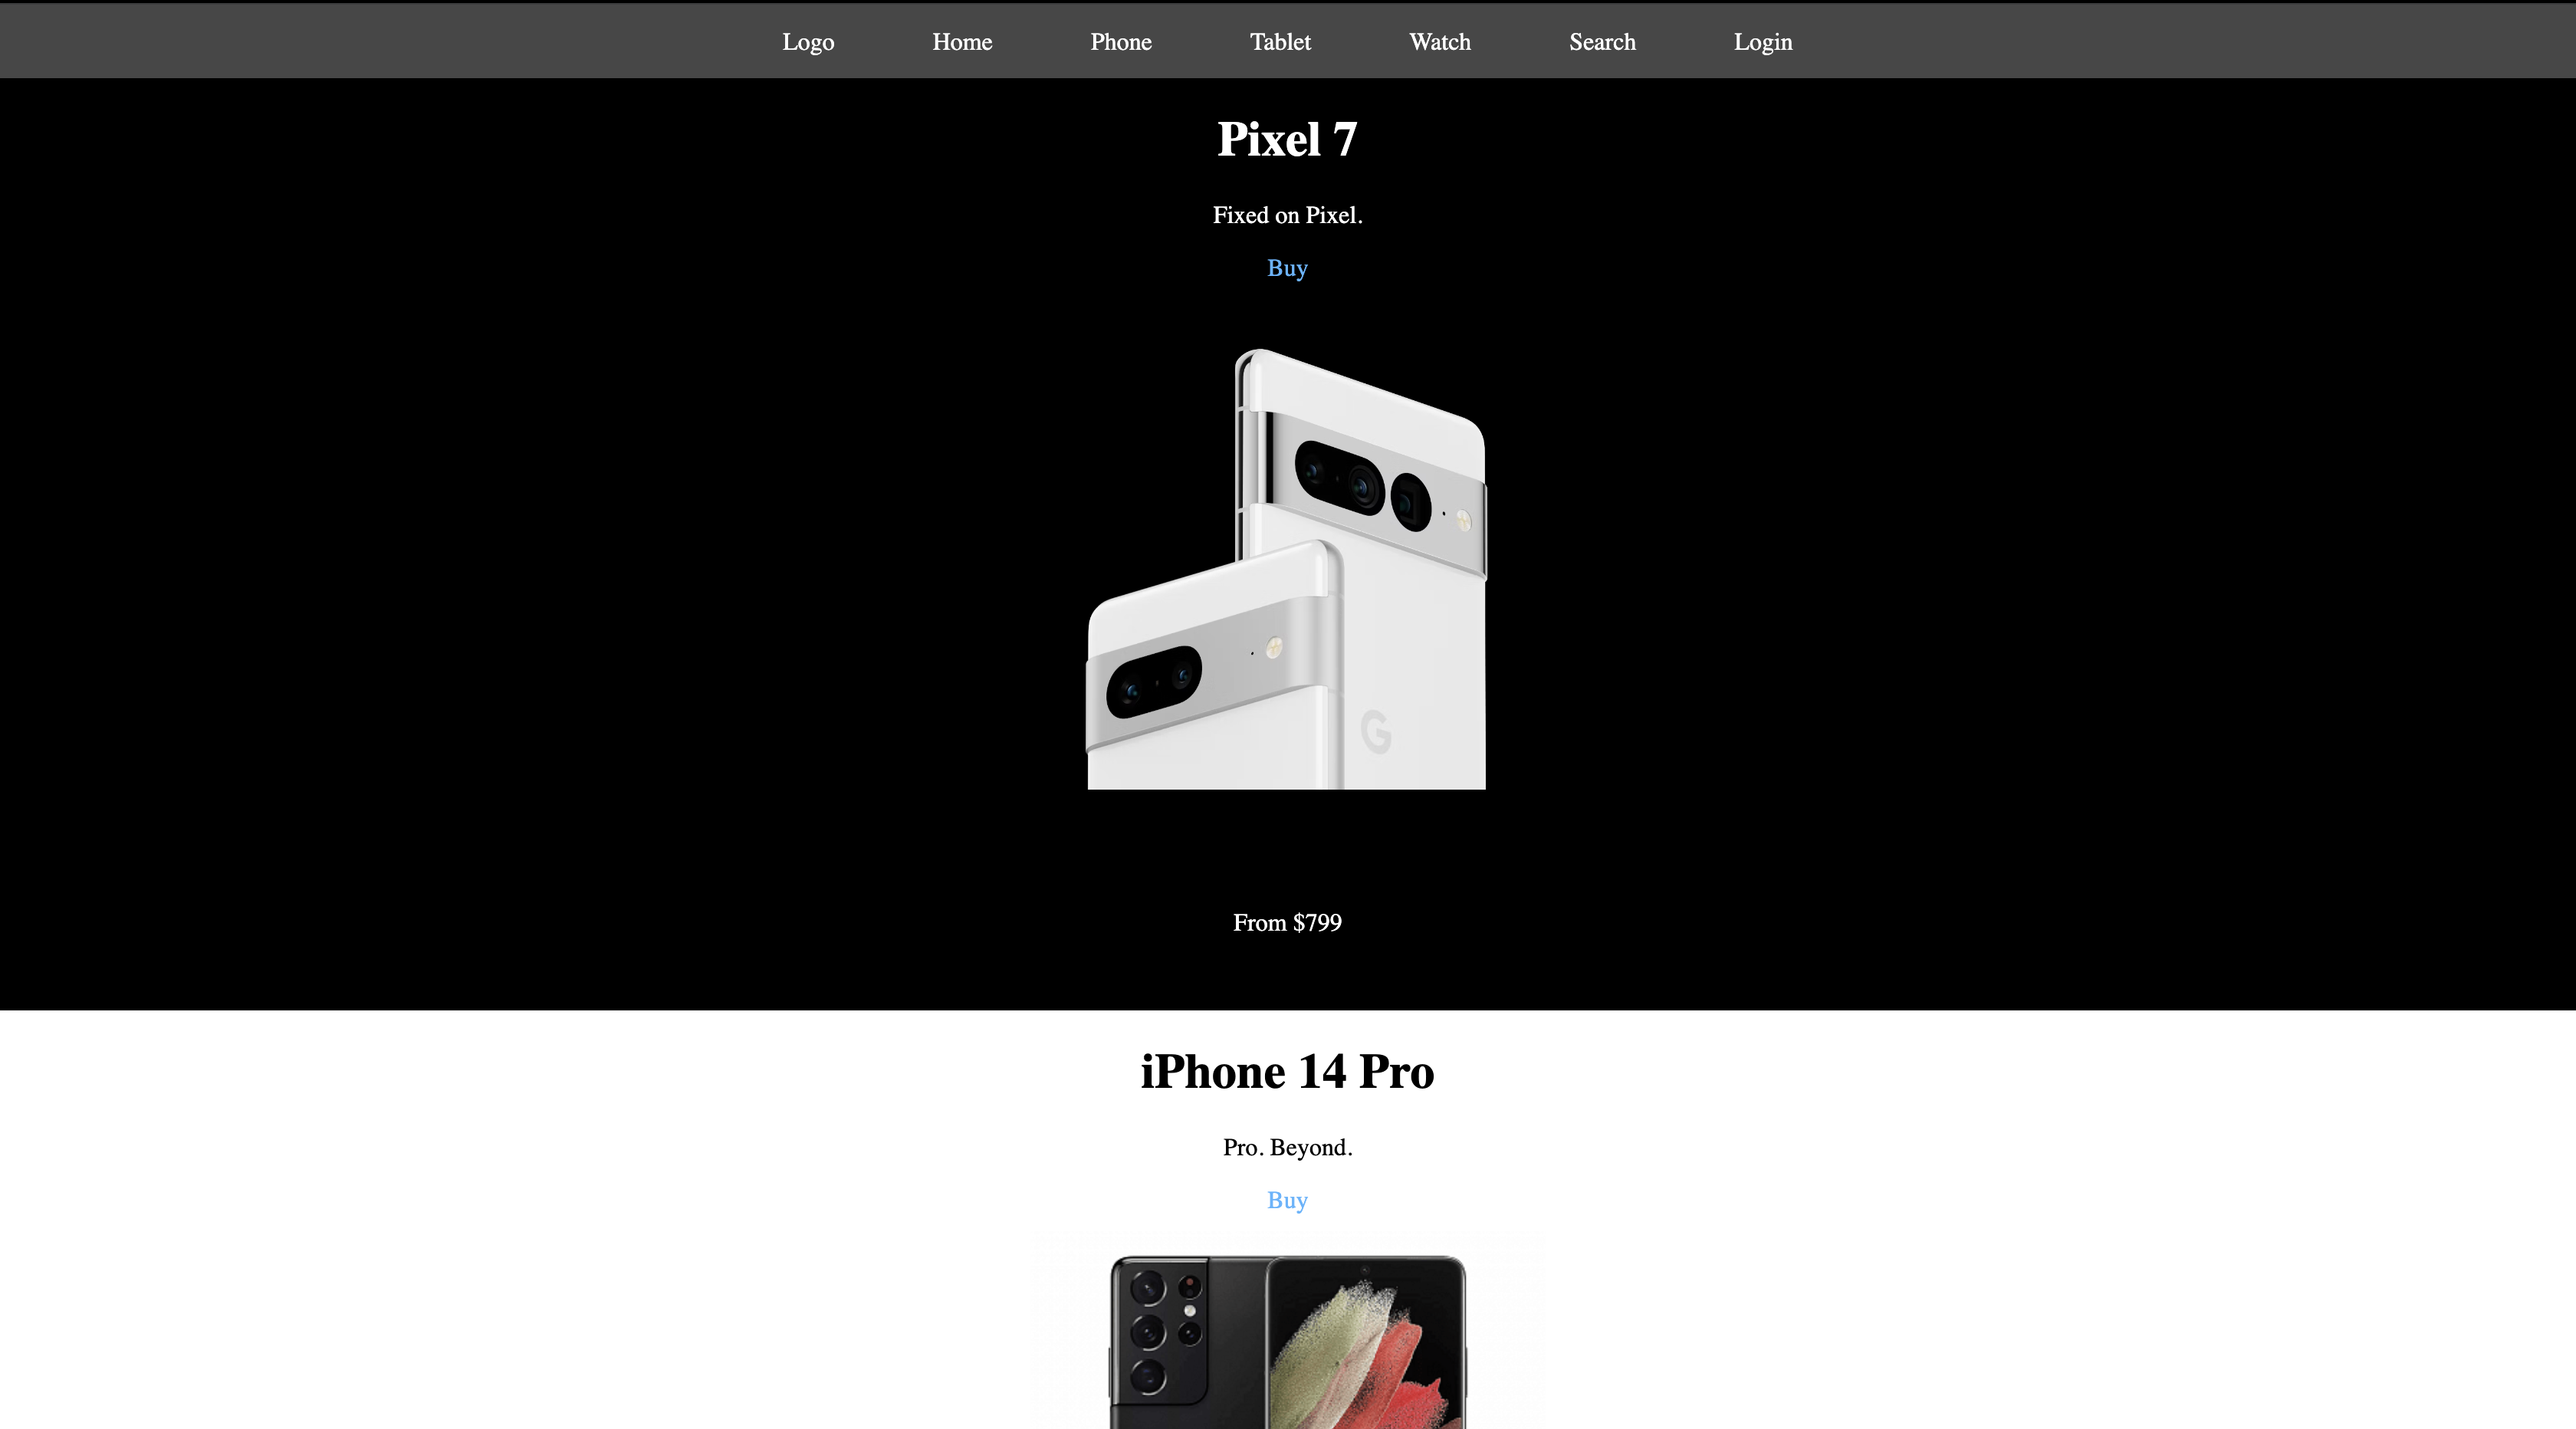 Logo Home Phone Tablet Watch Search Login
Pixel 7
Fixed on Pixel.
Buy
G
From $799
iPhone 14 Pro
Pro. Beyond.
Buy